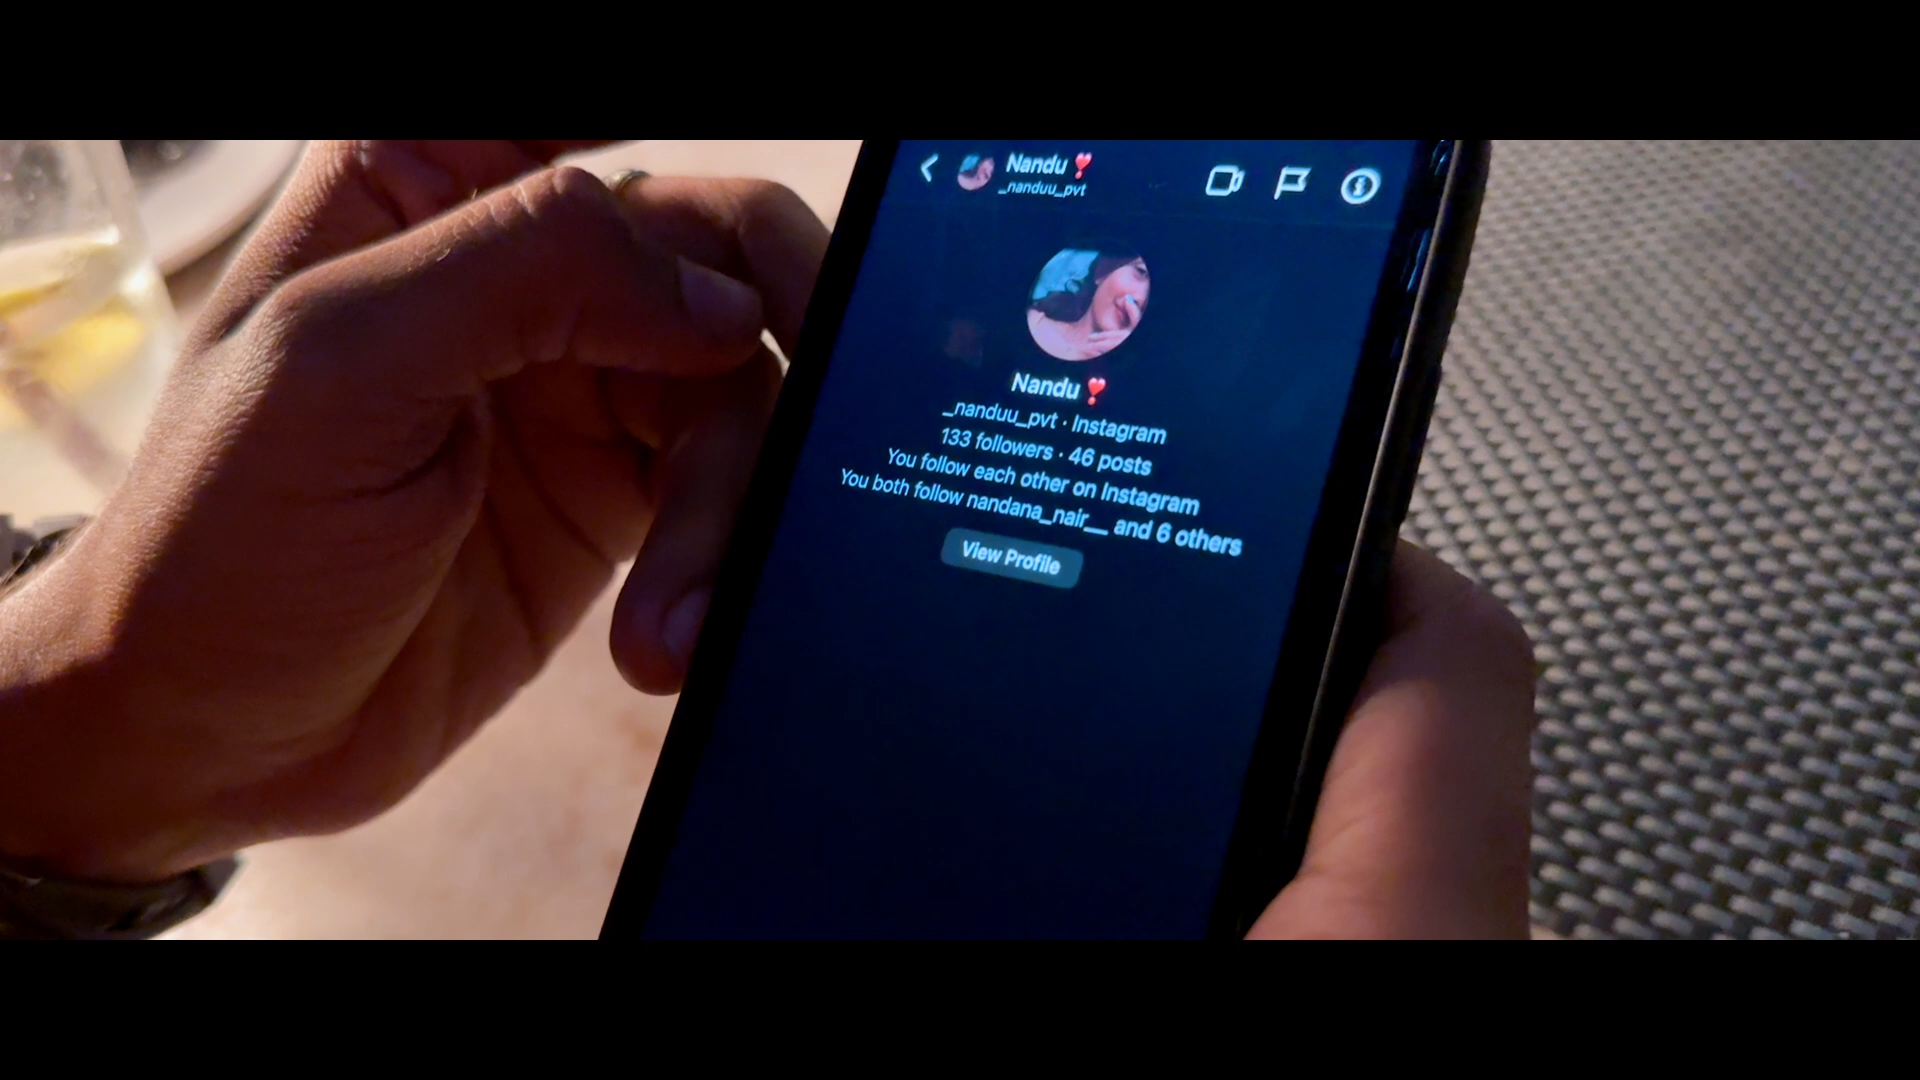 Nandu❣️
_nanduu_pvt
Nandu❣️
_nanduu_pvt · Instagram
133 followers · 46 posts
You follow each other on Instagram
You both follow nandana_nair__ and 6 others
View Profile